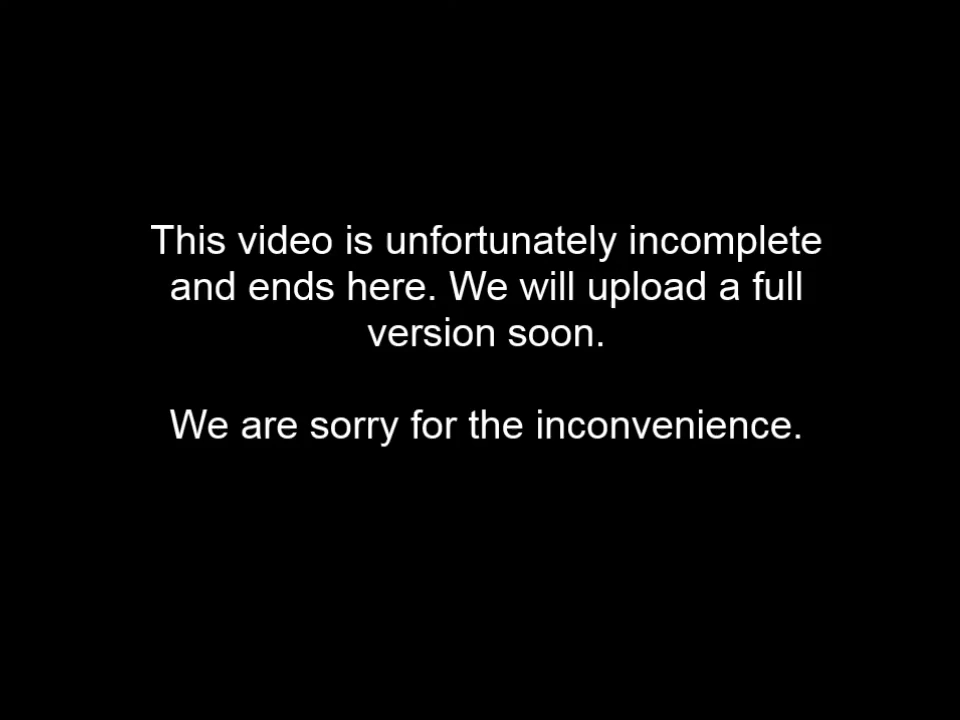 This video is unfortunately incomplete
and ends here. We will upload a full
version soon.
We are sorry for the inconvenience.